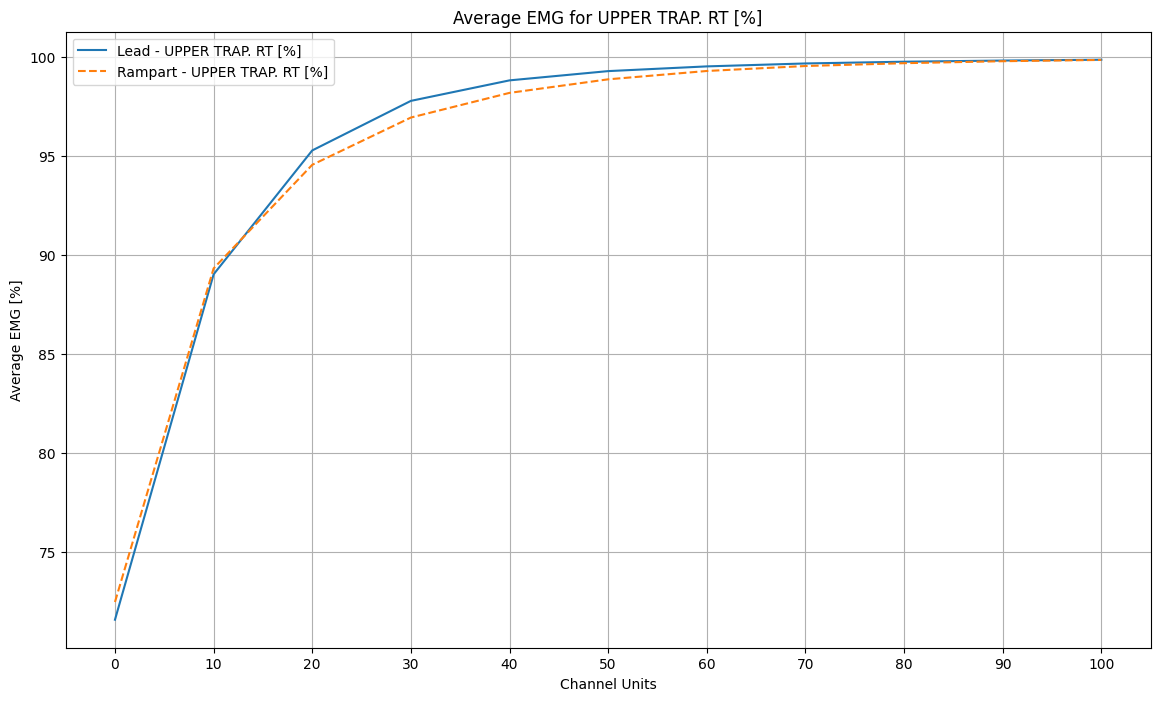 Average EMG for UPPER TRAP. RT [%]
Lead - UPPER TRAP. RT [%]
Rampart - UPPER TRAP. RT [%]
100
95
90
85
80
75
Average EMG [%]
0 10 20 30 40 50 60 70 80 90 100
Channel Units